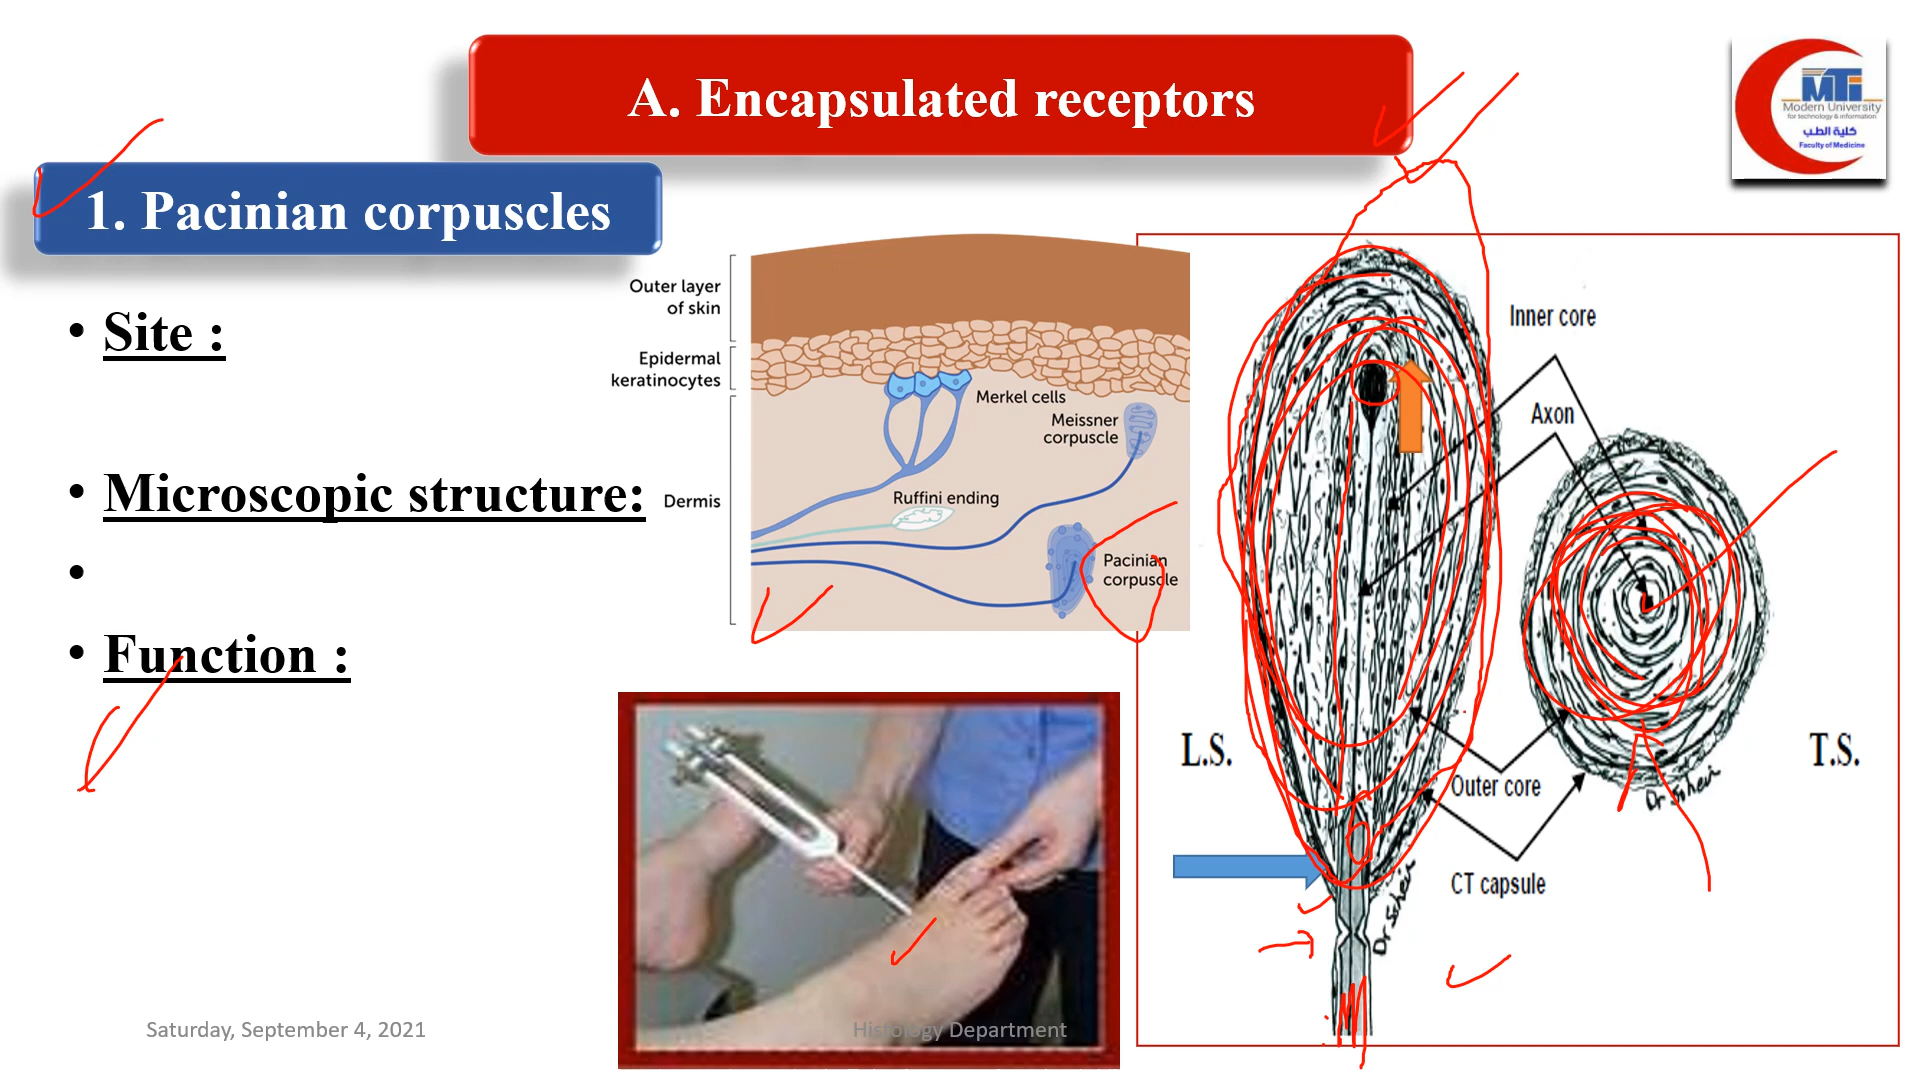 A. Encapsulated receptors
MTi
Modern University
for technology & information
كلية الطب
Faculty of Medicine
1. Pacinian corpuscles
• Site :
• Microscopic structure:
•
• Function :
Outer layer
of skin
Epidermal
keratinocytes
Dermis
Merkel cells
Meissner
corpuscle
Ruffini ending
Pacinian
corpuscle
Inner core
Axon
L.S.
T.S.
Outer core
CT capsule
Saturday, September 4, 2021
Histology Department